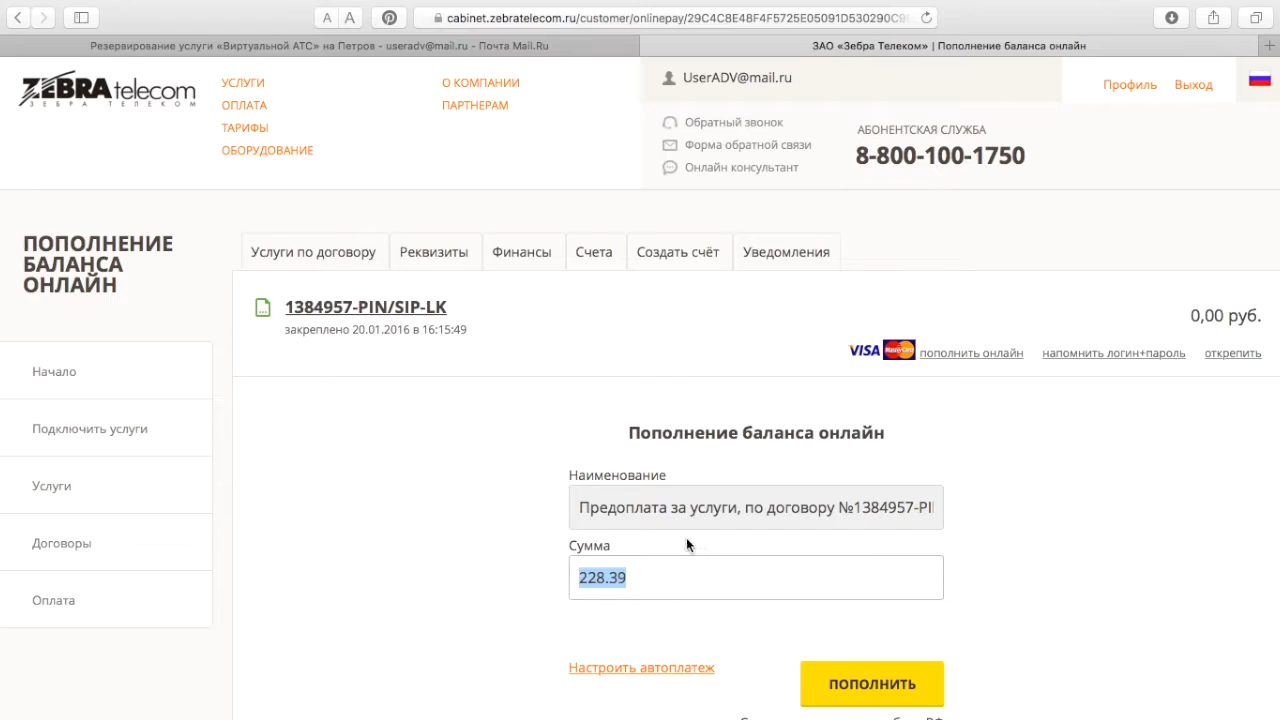 A A
cabinet.zebratelecom.ru/customer/onlinepay/29C4C8E48F4F5725E05091D530290C9
Резервирование услуги «Виртуальной АТС» на Петров - useradv@mail.ru - Почта Mail.Ru
ЗАО «Зебра Телеком» | Пополнение баланса онлайн
ZEBRA telecom
ЗЕБРА ТЕЛЕКОМ
УСЛУГИ
ОПЛАТА
ТАРИФЫ
ОБОРУДОВАНИЕ
О КОМПАНИИ
ПАРТНЕРАМ
UserADV@mail.ru
Профиль
Выход
Обратный звонок
Форма обратной связи
Онлайн консультант
АБОНЕНТСКАЯ СЛУЖБА
8-800-100-1750
ПОПОЛНЕНИЕ
БАЛАНСА
ОНЛАЙН
Начало
Подключить услуги
Услуги
Договоры
Оплата
Услуги по договору
Реквизиты
Финансы
Счета
Создать счёт
Уведомления
1384957-PIN/SIP-LK
закреплено 20.01.2016 в 16:15:49
0,00 руб.
VISA MasterCard пополнить онлайн
напомнить логин+пароль
открепить
Пополнение баланса онлайн
Наименование
Предоплата за услуги, по договору №1384957-PI
Сумма
228.39
Настроить автоплатеж
ПОПОЛНИТЬ